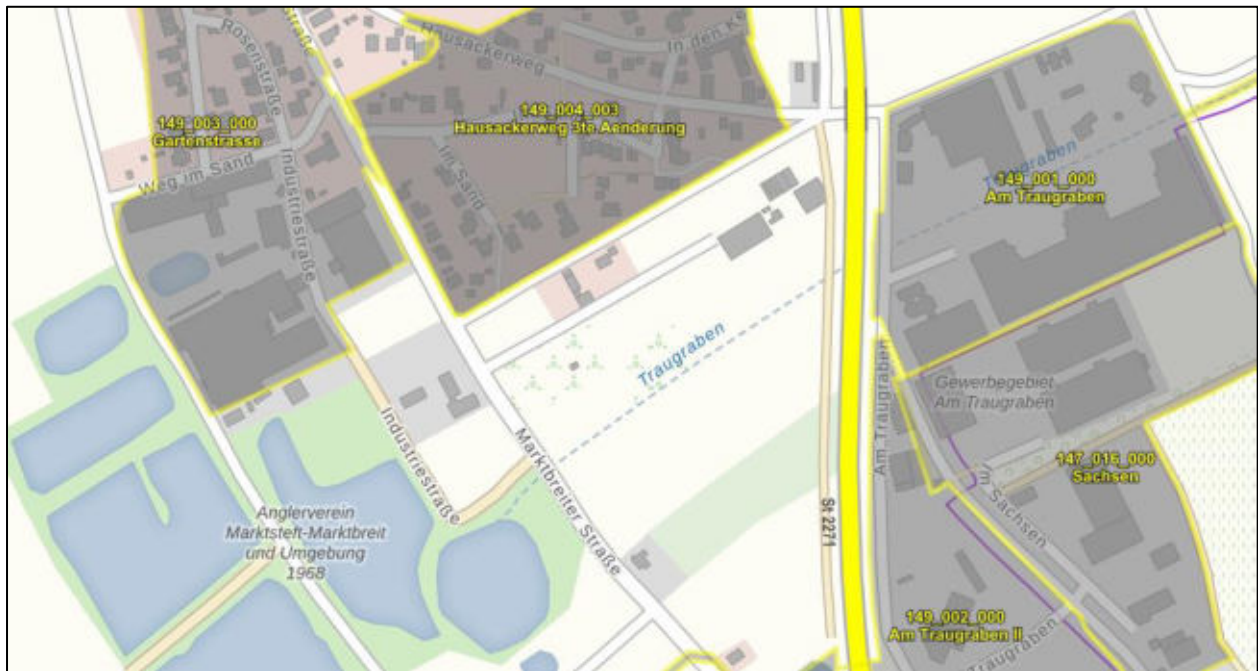 Rosenstraße
straße
Hausackerweg
In den K
149_004_003
Hausackerweg 3te Aenderung
149_003_000
Gartenstrasse
Weg im Sand
Im Sand
Industriestraße
Traugraben
149_001_000
Am Traugraben
Traugraben
Am Traugraben
Gewerbegebiet
Am Traugraben
147_016_000
Sachsen
Im Sachsen
Marktbreiter Straße
Industriestraße
St 2271
Anglerverein
Marktsteft-Marktbreit
und Umgebung
1968
149_002_000
Am Traugraben II
Traugraben